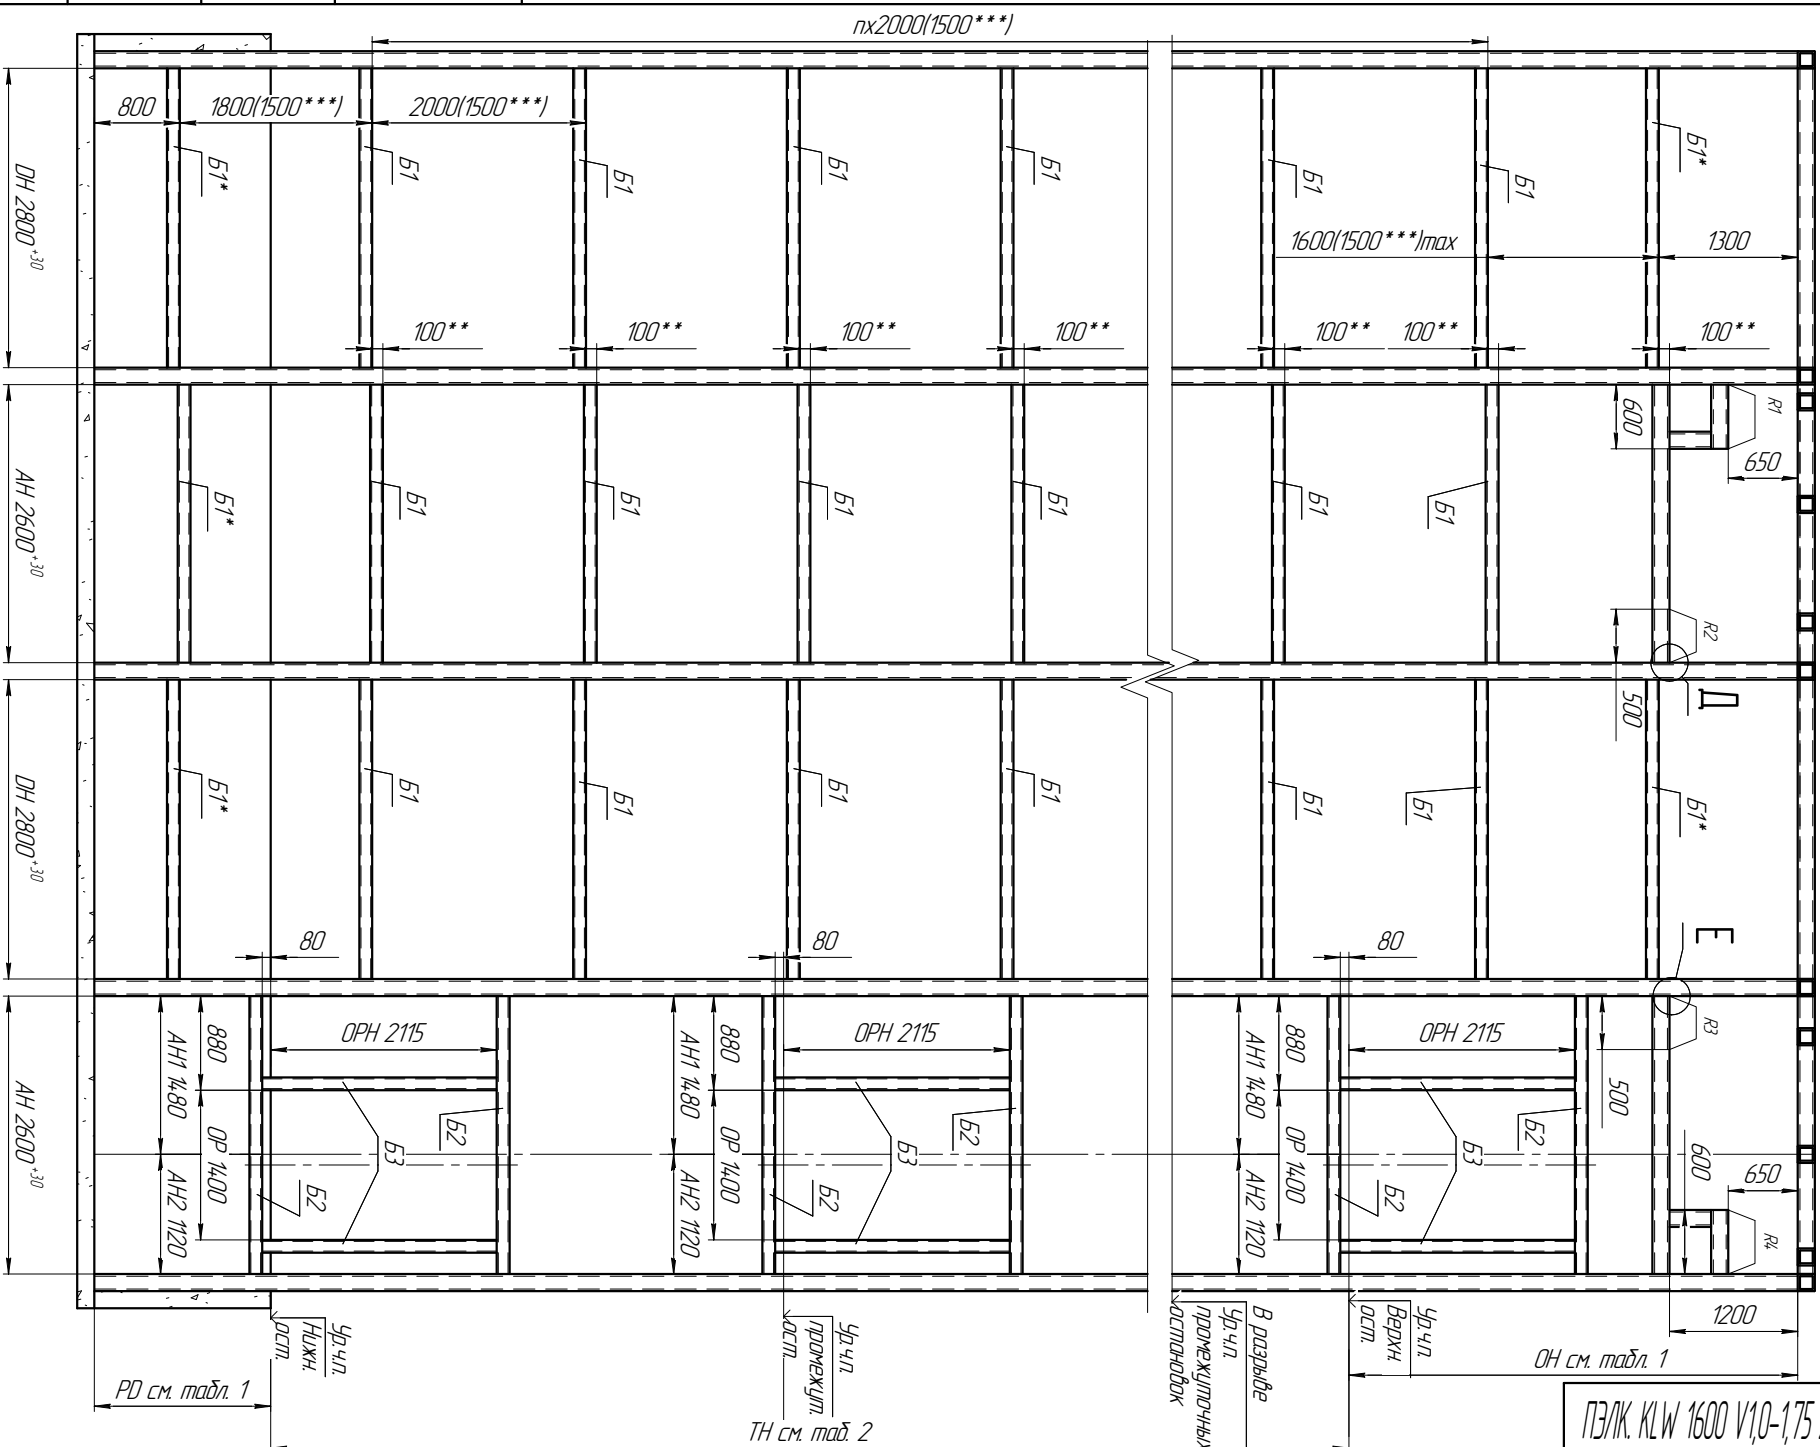 пх2000(1500***)
800
1800(1500***)
2000(1500***)
Б1*
Б1
Б1
Б1
Б1
Б1
Б1
Б1*
1600(1500***)max
1300
DH 2800⁺³⁰
100**
100**
100**
100**
100**
100**
100**
R1
600
650
Б1*
Б1
Б1
Б1
Б1
Б1
Б1
AH 2600⁺³⁰
R2
500
Д
Б1*
Б1
Б1
Б1
Б1
Б1
Б1
Б1*
DH 2800⁺³⁰
80
80
80
Е
R3
ОРН 2115
ОРН 2115
ОРН 2115
880
АН1 1480
880
АН1 1480
880
АН1 1480
500
Б2
Б2
Б2
Б3
Б3
Б3
600
650
AH 2600⁺³⁰
ОР 1400
АН2 1120
Б2
ОР 1400
АН2 1120
Б2
ОР 1400
АН2 1120
Б2
R4
1200
Ур.ч.п.
Нижн.
ост.
Ур.ч.п.
промежут.
ост.
В разрыве
Ур.ч.п.
промежуточных
остановок
Ур.ч.п.
Верхн.
ост.
ОН см. табл. 1
PD см. табл. 1
ТН см. таб. 2
ПЭЛК. KLW 1600 V1,0-1,75